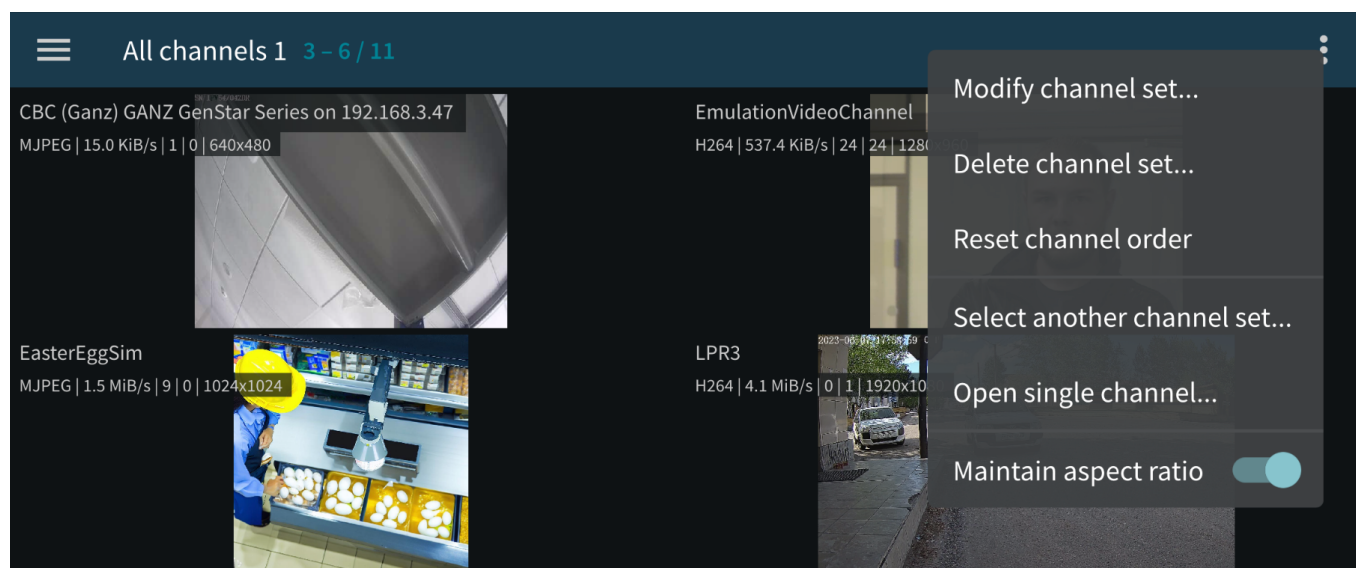 All channels 1 3 – 6 / 11
CBC (Ganz) GANZ GenStar Series on 192.168.3.47
MJPEG | 15.0 KiB/s | 1 | 0 | 640x480
EmulationVideoChannel
H264 | 537.4 KiB/s | 24 | 24 |
EasterEggSim
MJPEG | 1.5 MiB/s | 9 | 0 | 1024x1024
LPR3
H264 | 4.1 MiB/s | 0 | 1 |
Modify channel set...
Delete channel set...
Reset channel order
Select another channel set...
Open single channel...
Maintain aspect ratio